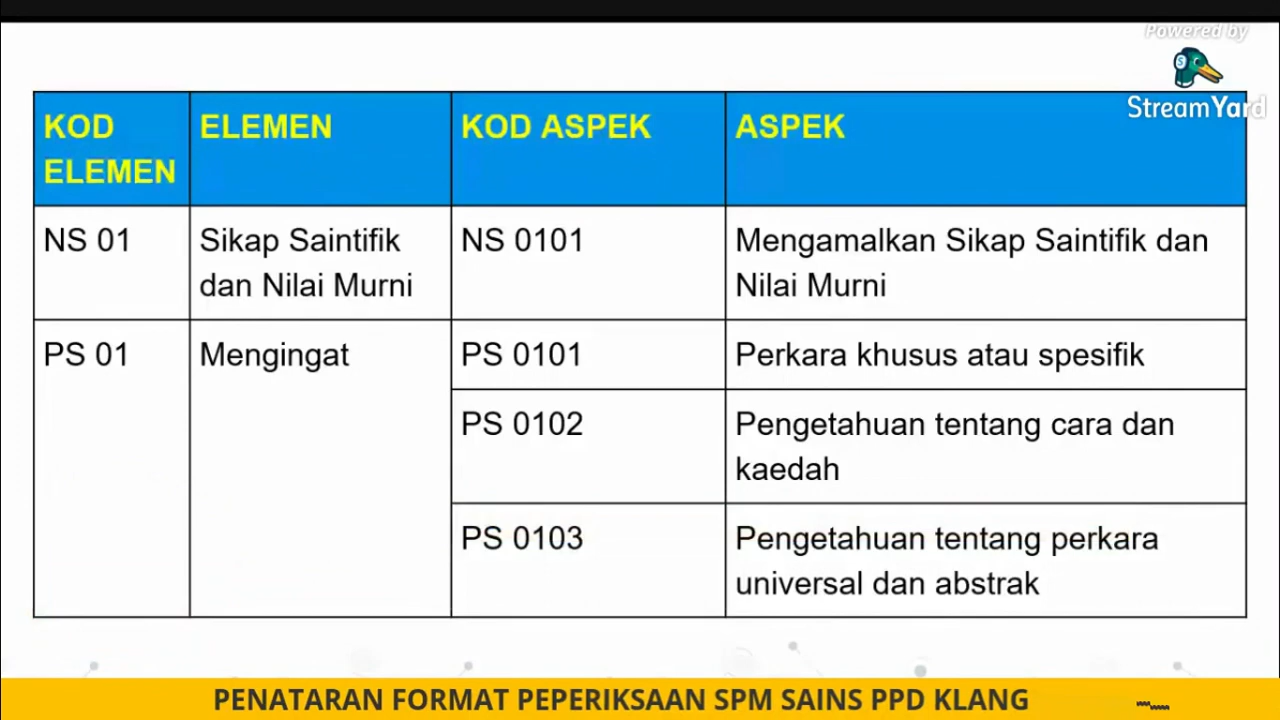 Powered by
StreamYard
KOD ELEMEN KOD ASPEK ASPEK
ELEMEN
NS 01 Sikap Saintifik NS 0101 Mengamalkan Sikap Saintifik dan
dan Nilai Murni Nilai Murni
PS 01 Mengingat PS 0101 Perkara khusus atau spesifik
PS 0102 Pengetahuan tentang cara dan
kaedah
PS 0103 Pengetahuan tentang perkara
universal dan abstrak
PENATARAN FORMAT PEPERIKSAAN SPM SAINS PPD KLANG